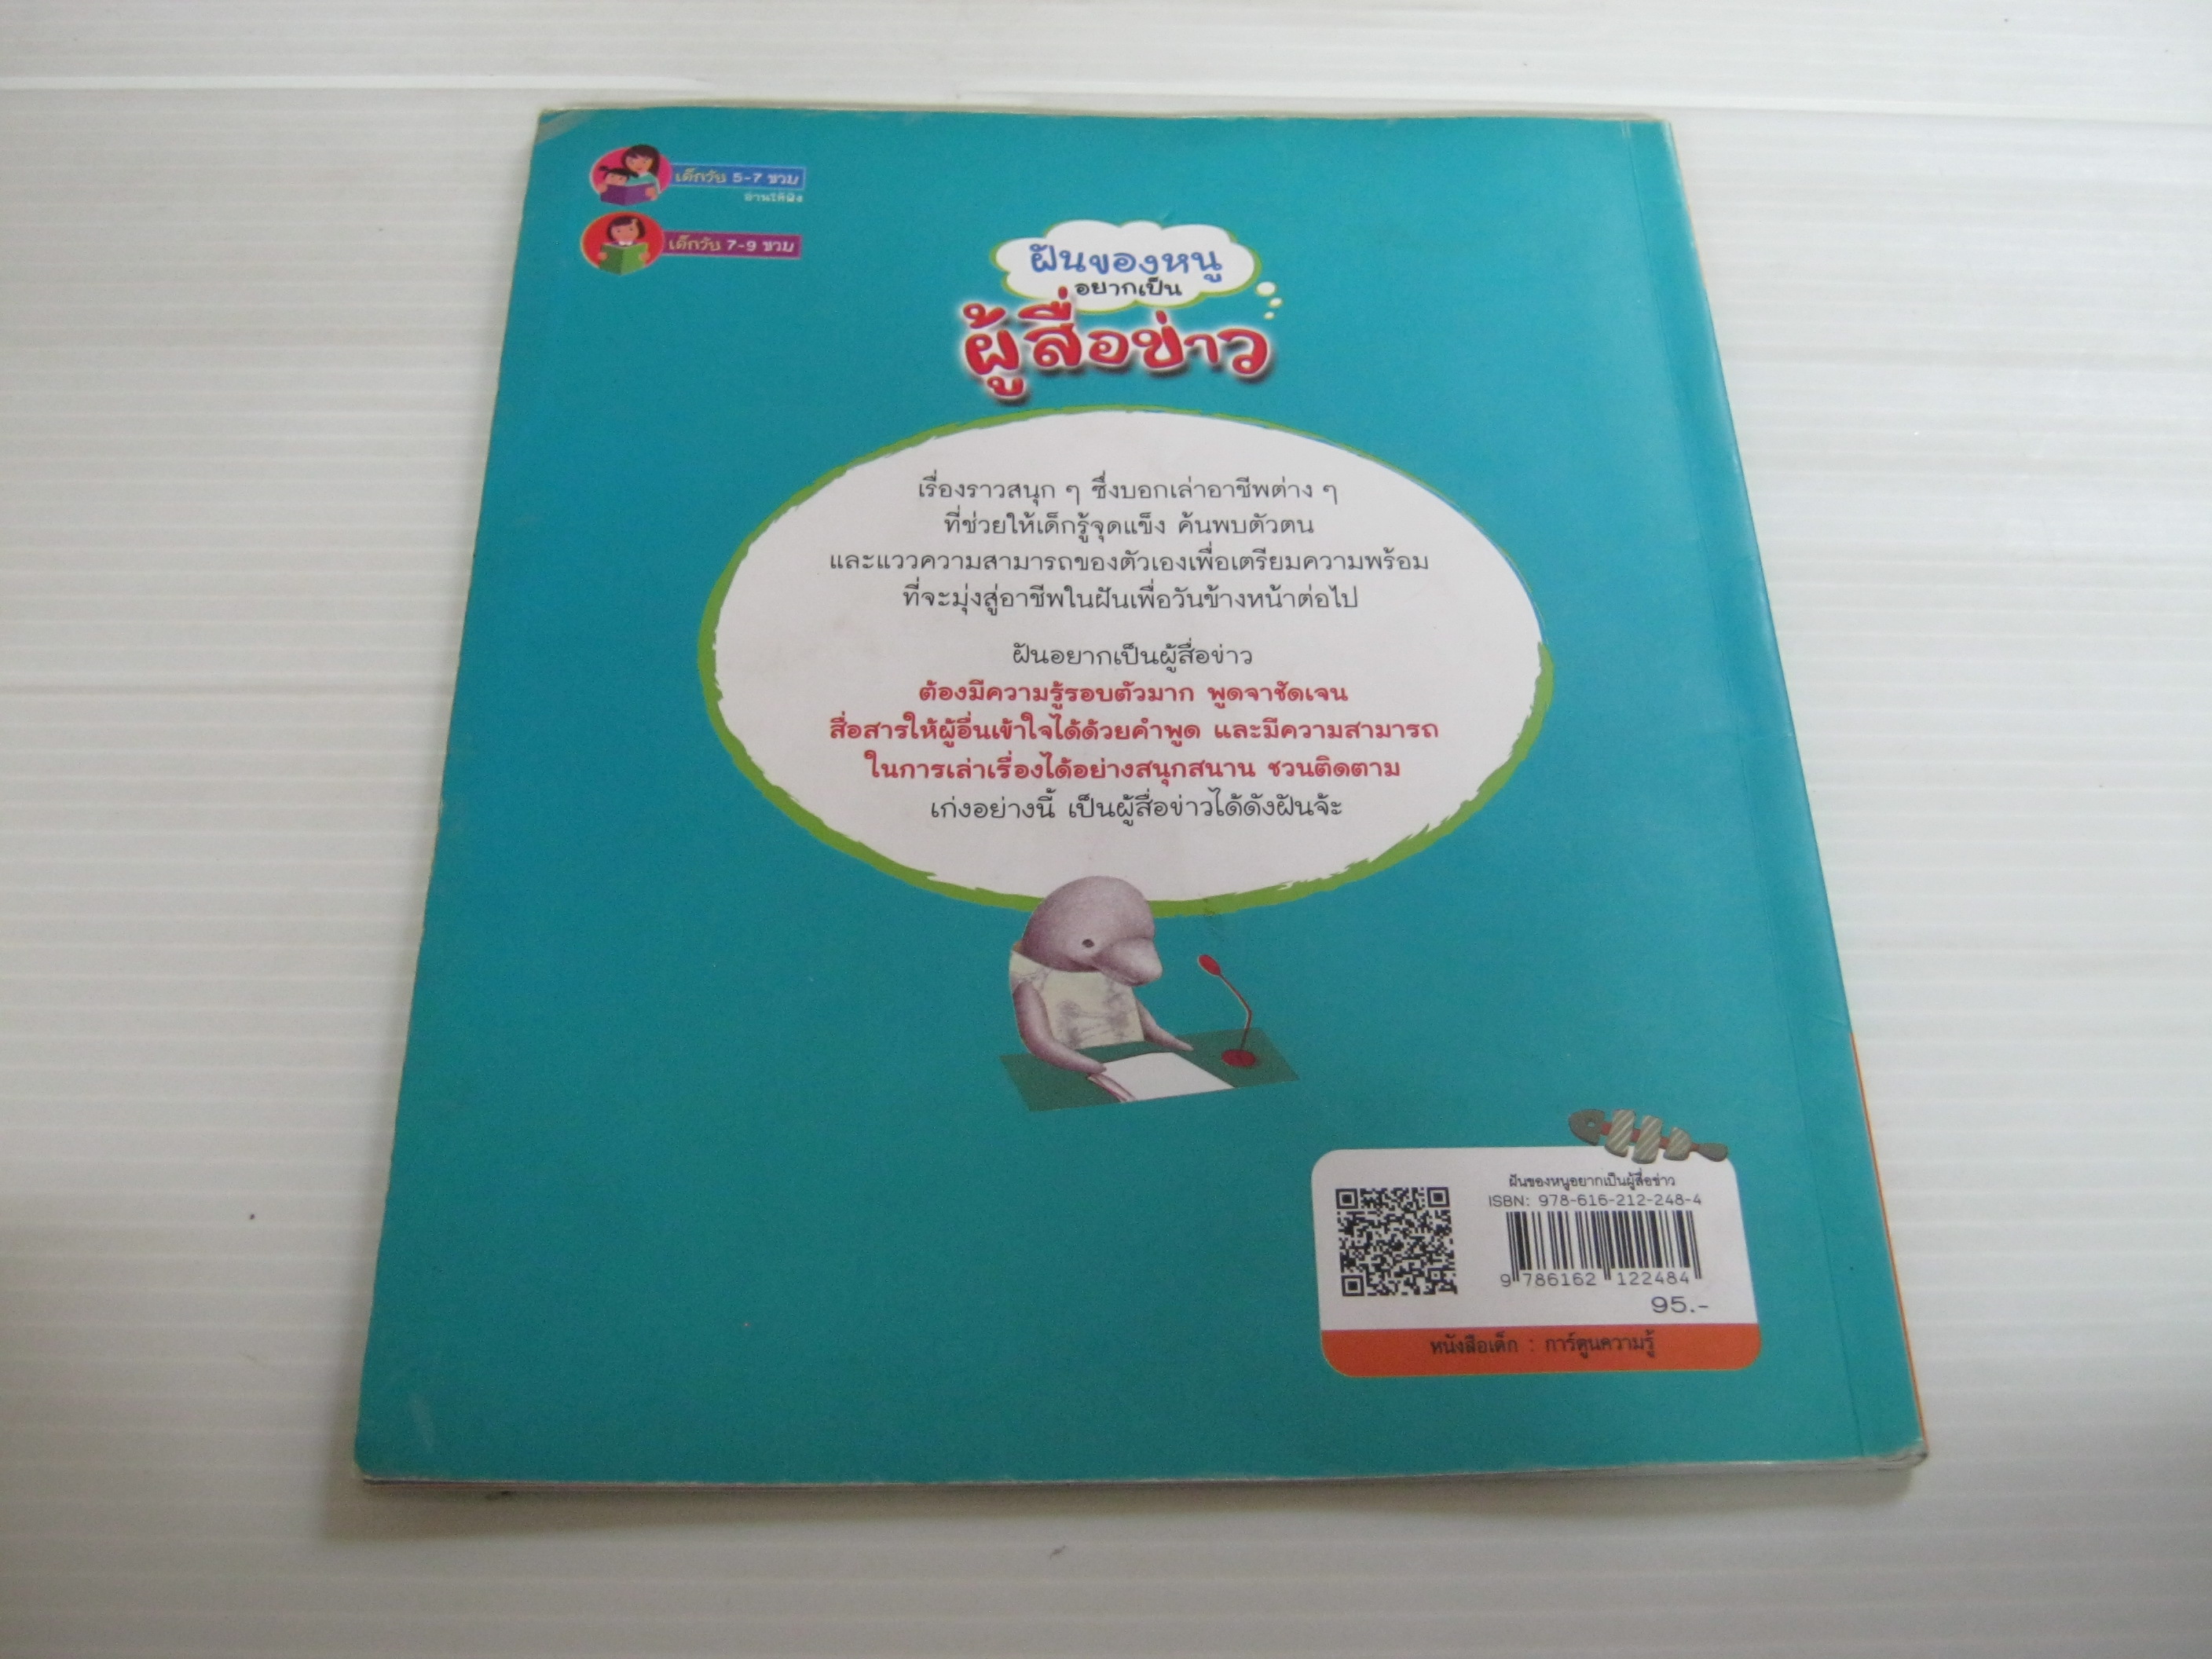 เด็กวัย 5-7 ขวบ
อ่านให้ฟัง
เด็กวัย 7-9 ขวบ
ฝันของหนู
อยากเป็น
ผู้สื่อข่าว
เรื่องราวสนุก ๆ ซึ่งบอกเล่าอาชีพต่าง ๆ
ที่ช่วยให้เด็กรู้จุดแข็ง ค้นพบตัวตน
และแววความสามารถของตัวเองเพื่อเตรียมความพร้อม
ที่จะมุ่งสู่อาชีพในฝันเพื่อวันข้างหน้าต่อไป
ฝันอยากเป็นผู้สื่อข่าว
ต้องมีความรู้รอบตัวมาก พูดจาชัดเจน
สื่อสารให้ผู้อื่นเข้าใจได้ด้วยคำพูด และมีความสามารถ
ในการเล่าเรื่องได้อย่างสนุกสนาน ชวนติดตาม
เก่งอย่างนี้ เป็นผู้สื่อข่าวได้ดังฝันจ้ะ
ฝันของหนูอยากเป็นผู้สื่อข่าว
ISBN: 978-616-212-248-4
9 786162 122484
95.-
หนังสือเด็ก : การ์ตูนความรู้